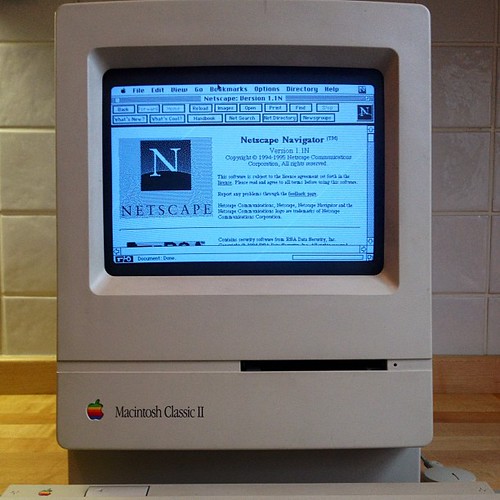 File Edit View Go Bookmarks Options Directory Help
Netscape: Version 1.1N
Back Forward Home Reload Images Open Print Find Stop
What's New? What's Cool? Handbook Net Search Net Directory Newsgroups
N
Netscape Navigator (TM)
Version 1.1N
Copyright © 1994-1995 Netscape Communications
Corporation, All rights reserved.
This software is subject to the license agreement set forth in the
license. Please read and agree to all terms before using this software.
Report any problems through the feedback page.
N
NETSCAPE
Netscape Communications, Netscape, Netscape Navigator and the
Netscape Communications logo are trademarks of Netscape
Communications Corporation.
Contains security software from RSA Data Security, Inc.
Document: Done.
Macintosh Classic II